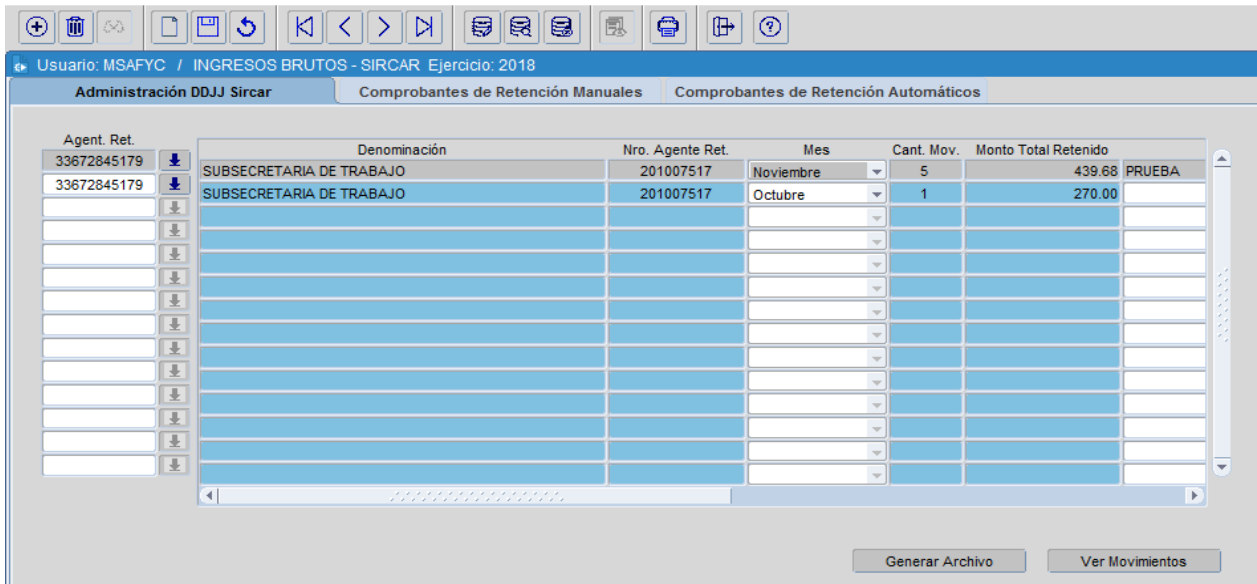 Usuario: MSAFYC / INGRESOS BRUTOS - SIRCAR Ejercicio: 2018
Administración DDJJ Sircar Comprobantes de Retención Manuales Comprobantes de Retención Automáticos
Agent. Ret. Denominación Nro. Agente Ret. Mes Cant. Mov. Monto Total Retenido
33672845179 SUBSECRETARIA DE TRABAJO 201007517 Noviembre 5 439.68 PRUEBA
33672845179 SUBSECRETARIA DE TRABAJO 201007517 Octubre 1 270.00
Generar Archivo Ver Movimientos